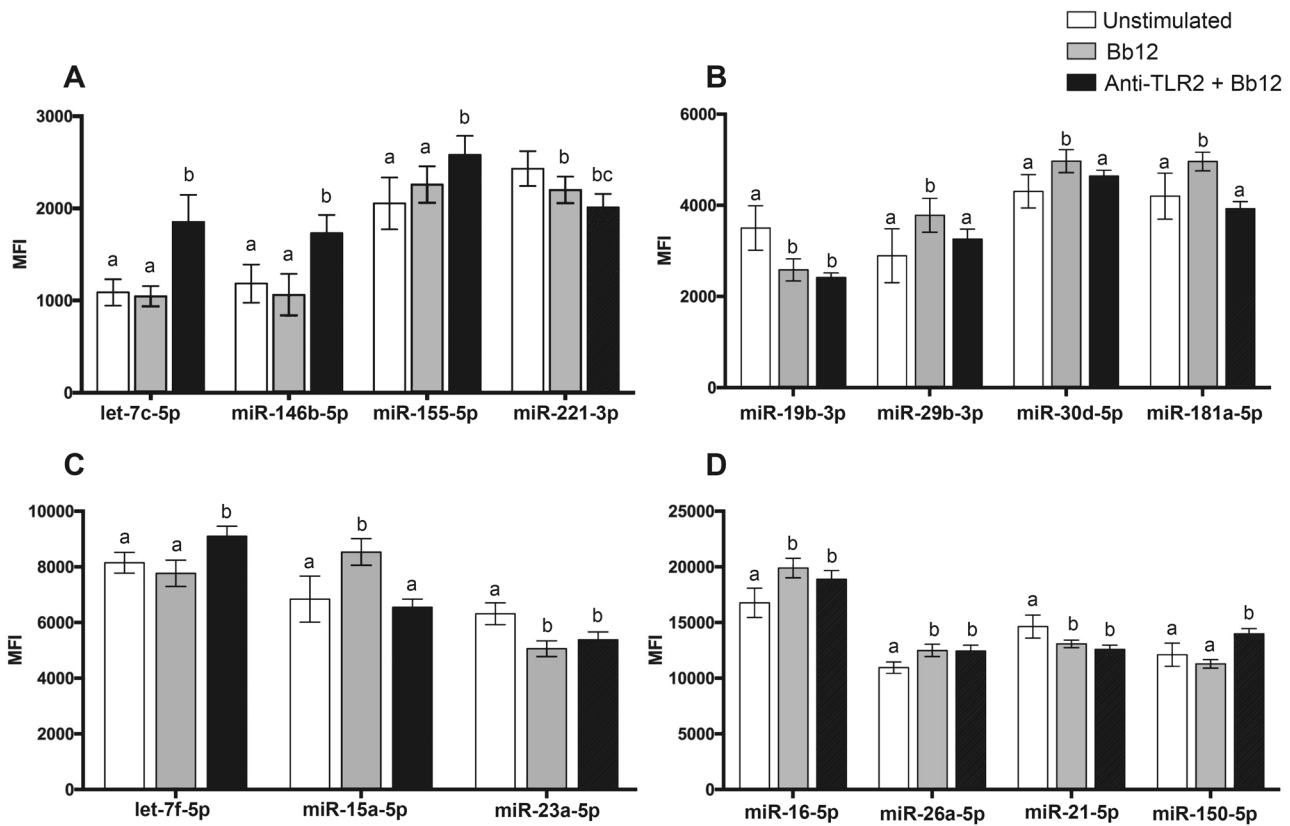 Unstimulated
Bb12
Anti-TLR2 + Bb12
A
MFI
3000
2000
1000
0
a a b
a a b
a a b
a b bc
let-7c-5p miR-146b-5p miR-155-5p miR-221-3p
B
MFI
6000
4000
2000
0
a b b
a b a
a b a
a b a
miR-19b-3p miR-29b-3p miR-30d-5p miR-181a-5p
C
MFI
10000
8000
6000
4000
2000
0
a a b
a b a
a b b
let-7f-5p miR-15a-5p miR-23a-5p
D
MFI
25000
20000
15000
10000
5000
0
a b b
a b b
a b b
a a b
miR-16-5p miR-26a-5p miR-21-5p miR-150-5p